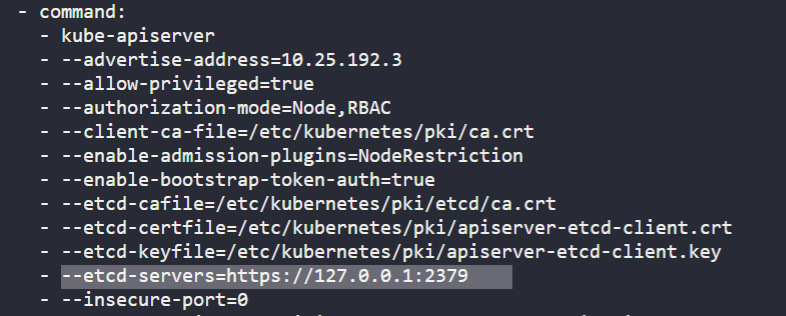 - command:
- kube-apiserver
- --advertise-address=10.25.192.3
- --allow-privileged=true
- --authorization-mode=Node,RBAC
- --client-ca-file=/etc/kubernetes/pki/ca.crt
- --enable-admission-plugins=NodeRestriction
- --enable-bootstrap-token-auth=true
- --etcd-cafile=/etc/kubernetes/pki/etcd/ca.crt
- --etcd-certfile=/etc/kubernetes/pki/apiserver-etcd-client.crt
- --etcd-keyfile=/etc/kubernetes/pki/apiserver-etcd-client.key
- --etcd-servers=https://127.0.0.1:2379
- --insecure-port=0